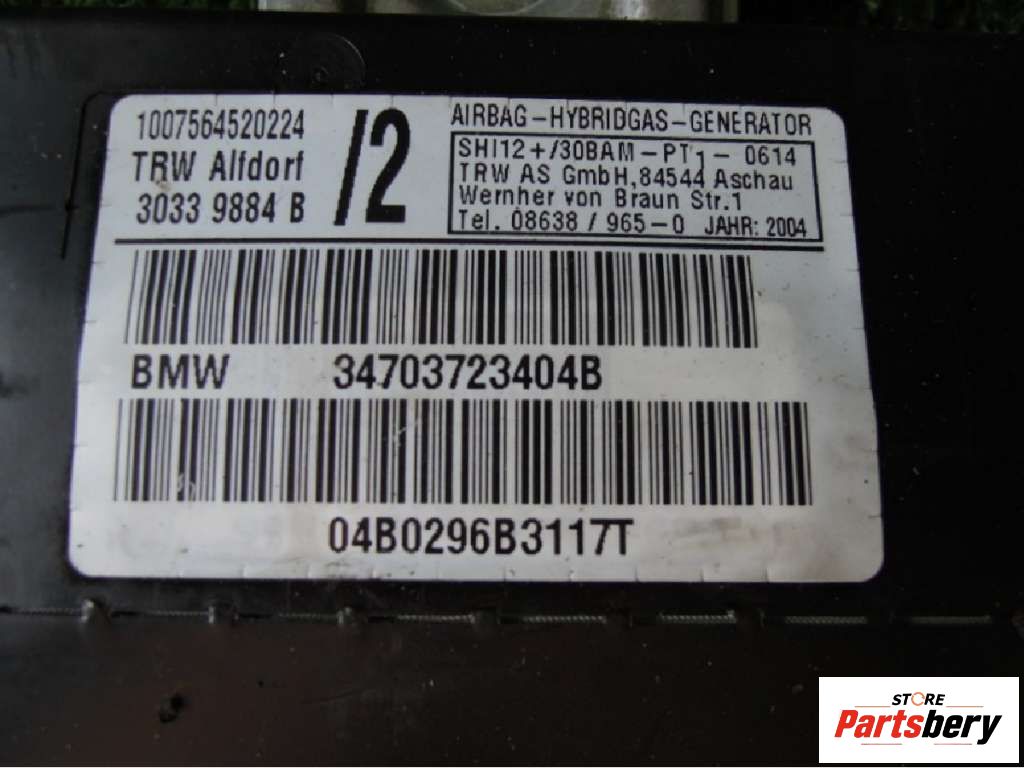 1007564520224
TRW Alfdorf
3033 9884 B
/2
AIRBAG-HYBRIDGAS-GENERATOR
SHI12+/30BAM-PT1-0614
TRW AS GmbH,84544 Aschau
Wernher von Braun Str.1
Tel. 08638 / 965-0 JAHR: 2004
BMW 34703723404B
04B0296B3117T
STORE
Partsbery